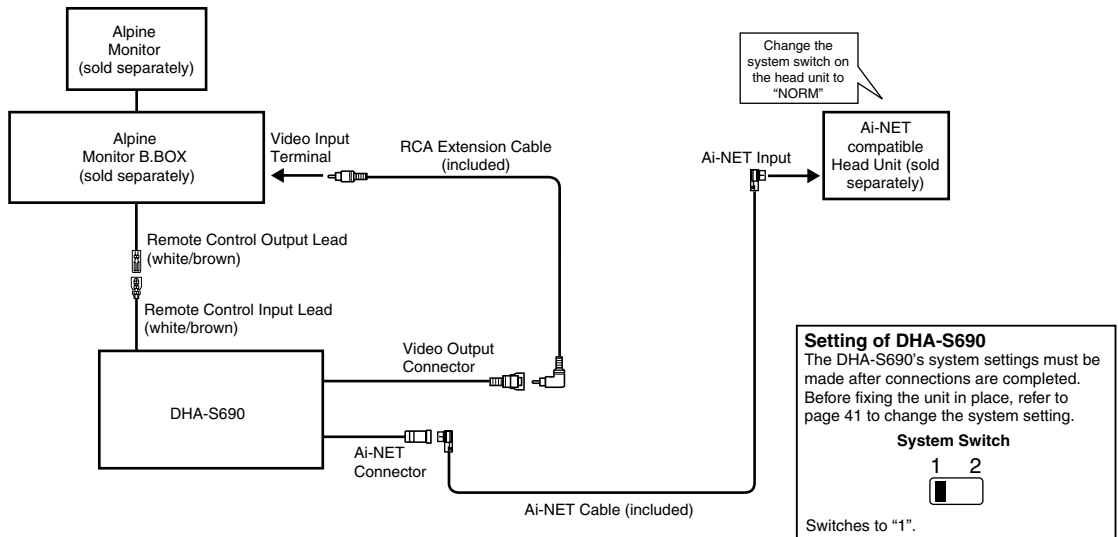 Alpine
Monitor
(sold separately)
Alpine
Monitor B.BOX
(sold separately)
Video Input
Terminal
RCA Extension Cable
(included)
Change the
system switch on
the head unit to
“NORM”
Ai-NET Input
Ai-NET
compatible
Head Unit (sold
separately)
Remote Control Output Lead
(white/brown)
Remote Control Input Lead
(white/brown)
DHA-S690
Video Output
Connector
Ai-NET
Connector
Ai-NET Cable (included)
Setting of DHA-S690
The DHA-S690’s system settings must be
made after connections are completed.
Before fixing the unit in place, refer to
page 41 to change the system setting.
System Switch
1 2
Switches to “1”.